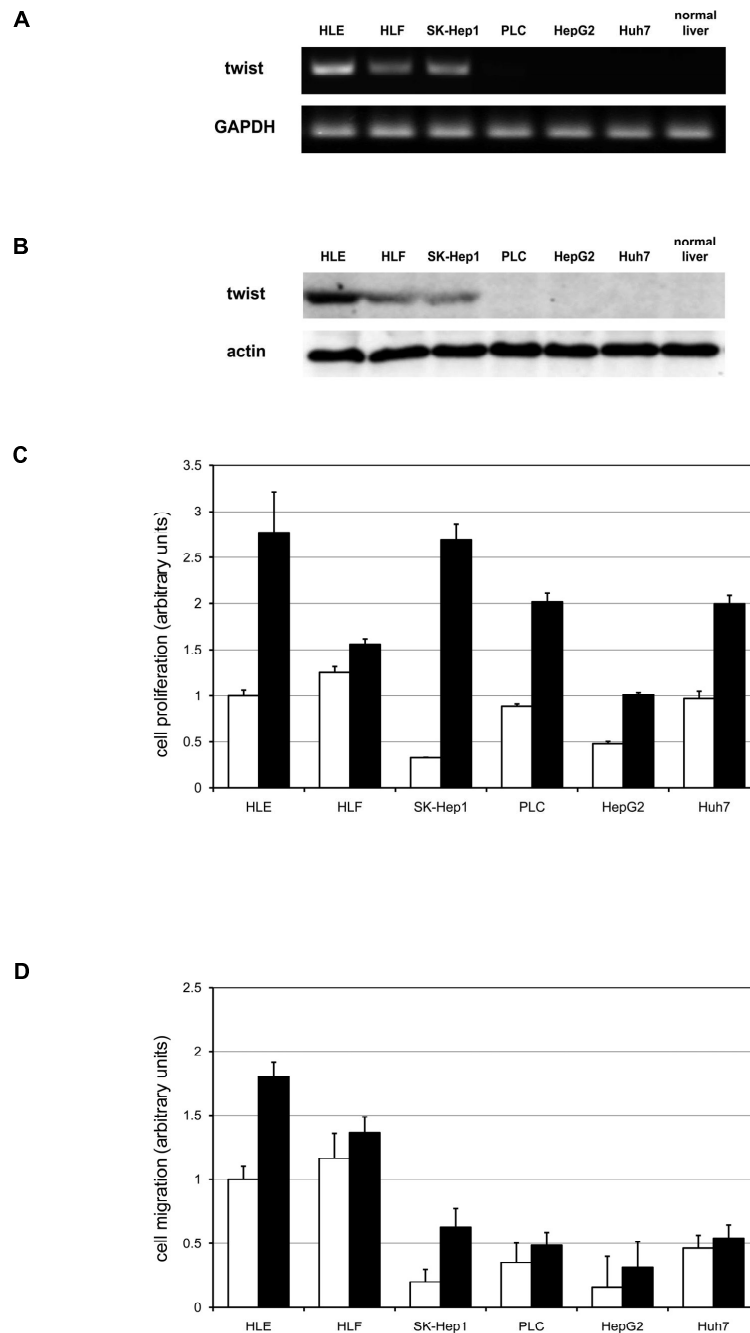 A
HLE HLF SK-Hep1 PLC HepG2 Huh7 normal liver
twist
GAPDH
B
HLE HLF SK-Hep1 PLC HepG2 Huh7 normal liver
twist
actin
C
cell proliferation (arbitrary units)
3.5
3
2.5
2
1.5
1
0.5
0
HLE HLF SK-Hep1 PLC HepG2 Huh7
D
cell migration (arbitrary units)
2.5
2
1.5
1
0.5
0
HLE HLF SK-Hep1 PLC HepG2 Huh7